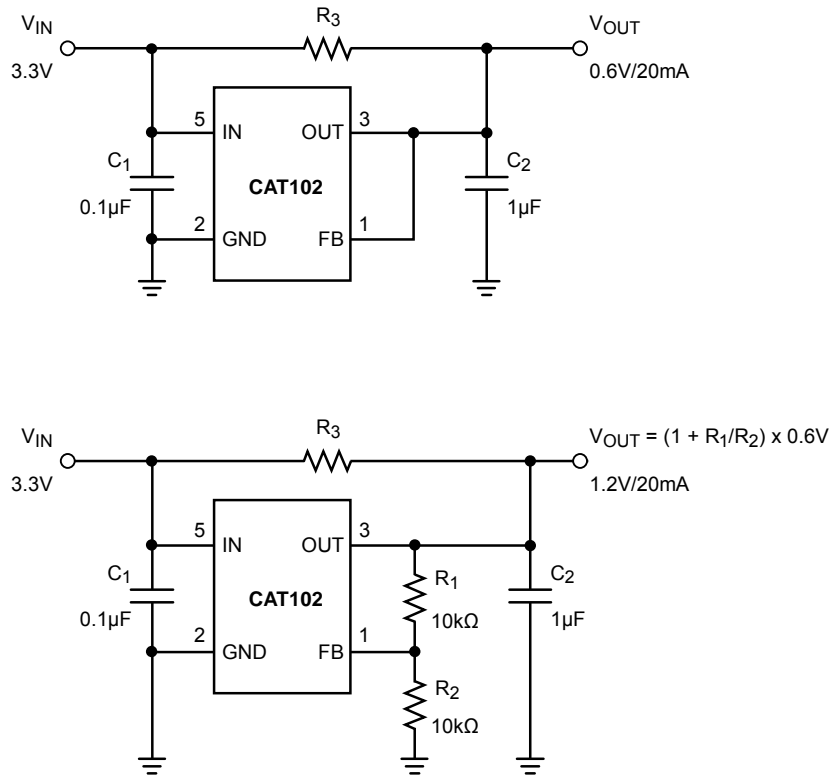 VIN R3 VOUT
3.3V 0.6V/20mA
5 IN OUT 3
C1 CAT102 C2
0.1µF 1µF
2 GND FB 1
VIN R3 VOUT = (1 + R1/R2) x 0.6V
3.3V 1.2V/20mA
5 IN OUT 3
C1 R1 C2
0.1µF CAT102 10kΩ 1µF
2 GND FB 1
R2
10kΩ